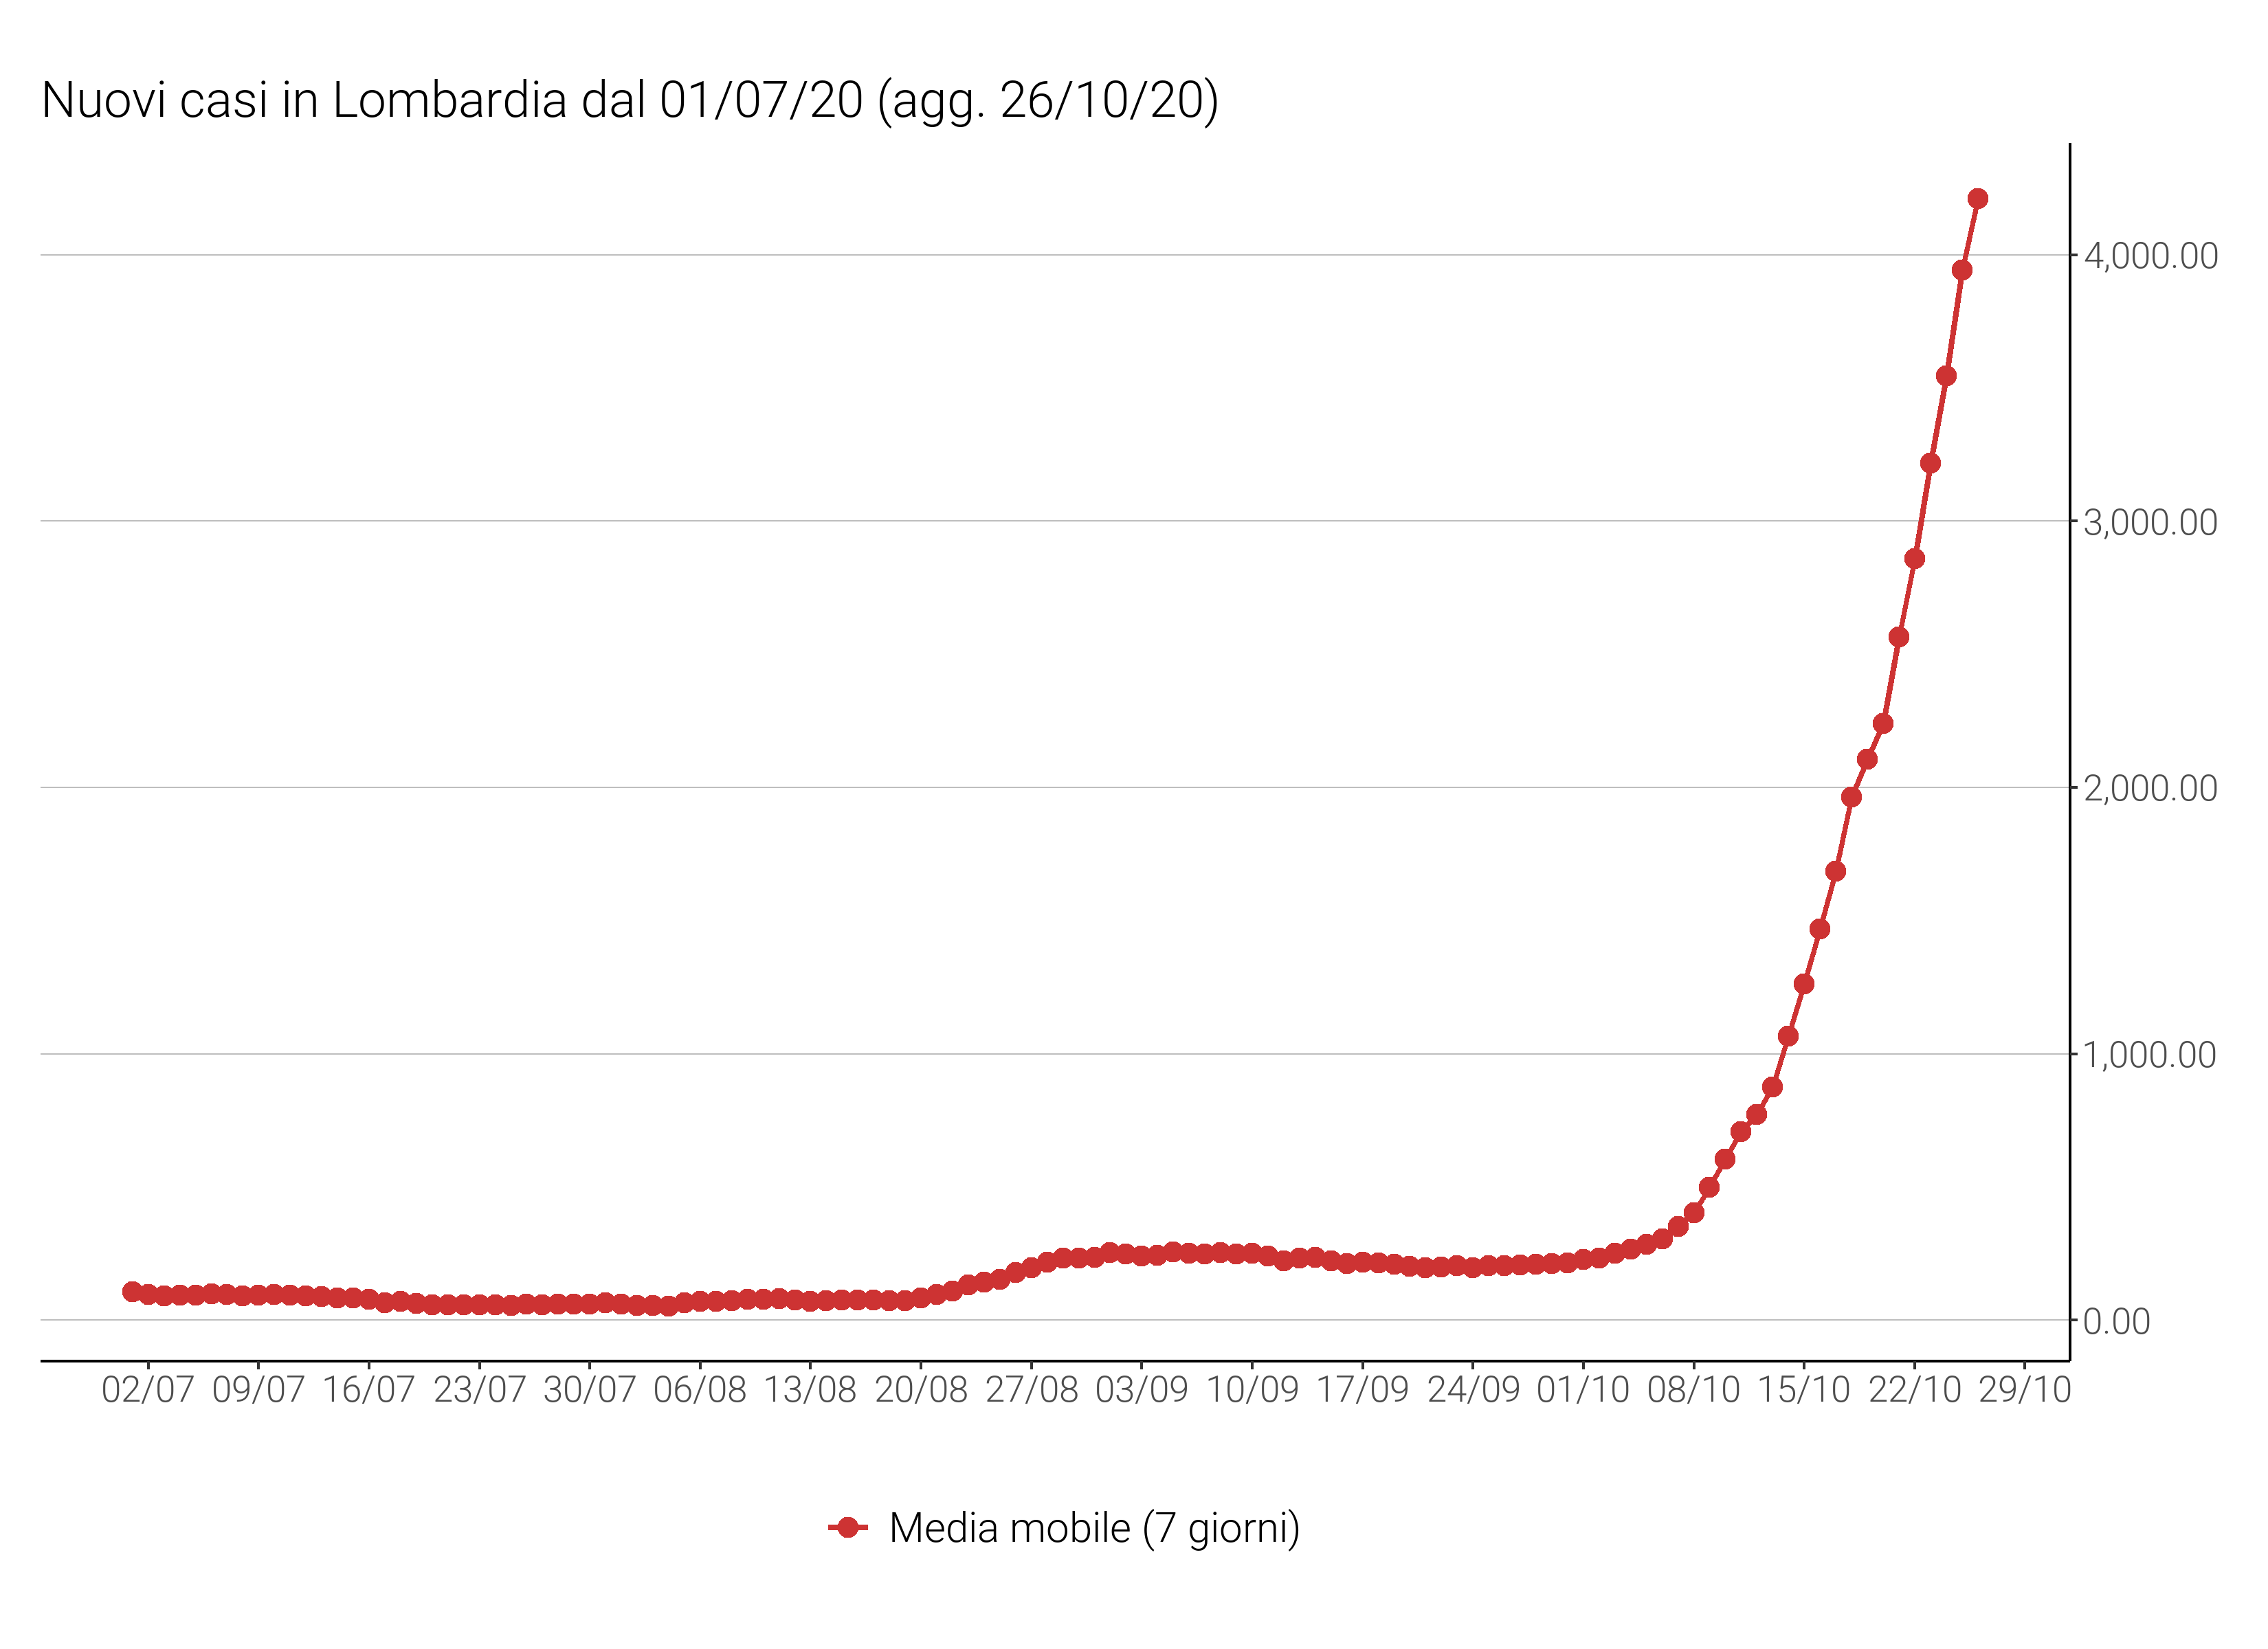 Nuovi casi in Lombardia dal 01/07/20 (agg. 26/10/20)
4,000.00
3,000.00
2,000.00
1,000.00
0.00
02/07 09/07 16/07 23/07 30/07 06/08 13/08 20/08 27/08 03/09 10/09 17/09 24/09 01/10 08/10 15/10 22/10 29/10
Media mobile (7 giorni)